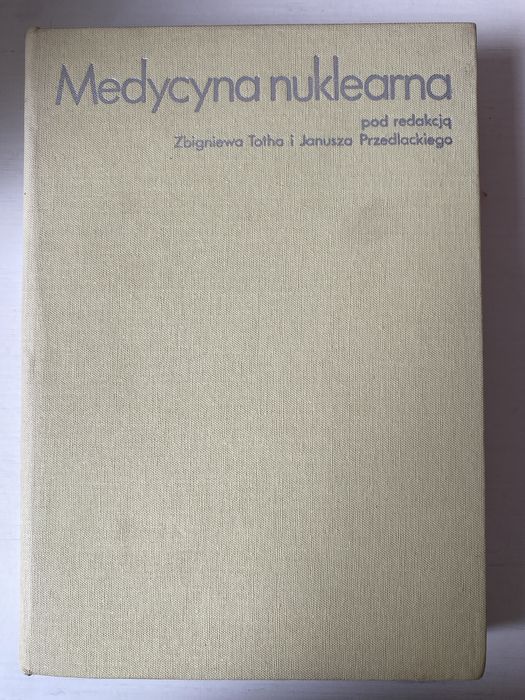 Medycyna nuklearna
pod redakcją
Zbigniewa Totha i Janusza Przedlackiego